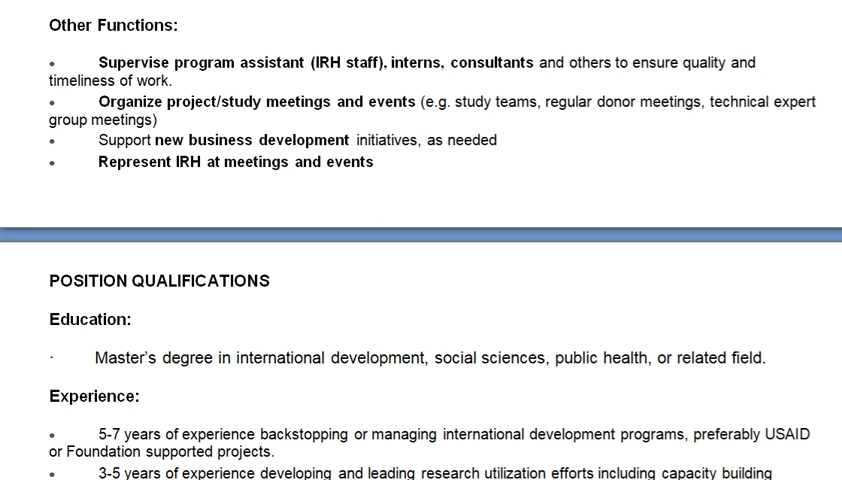 Other Functions:
• Supervise program assistant (IRH staff), interns, consultants and others to ensure quality and
timeliness of work.
• Organize project/study meetings and events (e.g. study teams, regular donor meetings, technical expert
group meetings)
• Support new business development initiatives, as needed
• Represent IRH at meetings and events
POSITION QUALIFICATIONS
Education:
· Master’s degree in international development, social sciences, public health, or related field.
Experience:
• 5-7 years of experience backstopping or managing international development programs, preferably USAID
or Foundation supported projects.
• 3-5 years of experience developing and leading research utilization efforts including capacity building